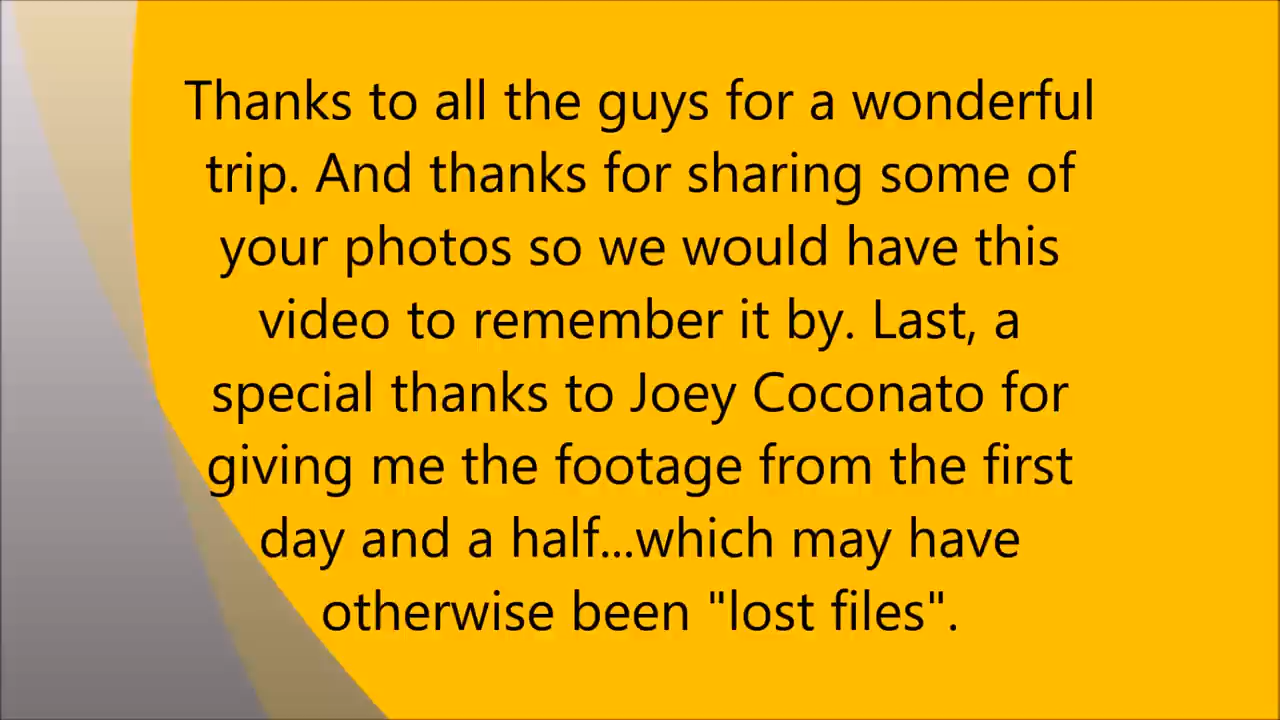 Thanks to all the guys for a wonderful
trip. And thanks for sharing some of
your photos so we would have this
video to remember it by. Last, a
special thanks to Joey Coconato for
giving me the footage from the first
day and a half...which may have
otherwise been "lost files".